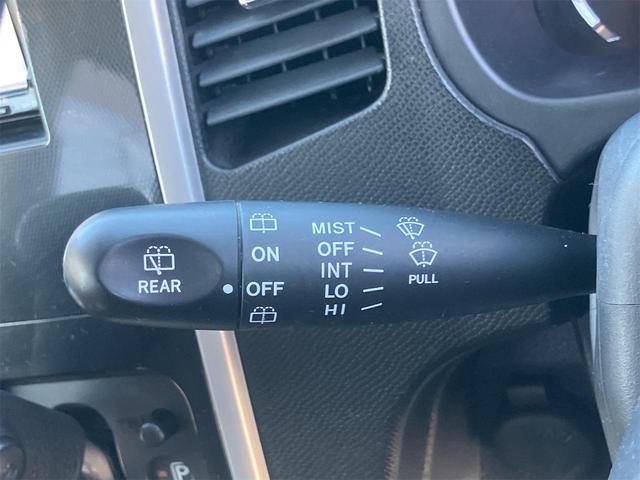 REAR
ON
OFF
MIST
OFF
INT
LO
HI
PULL
P